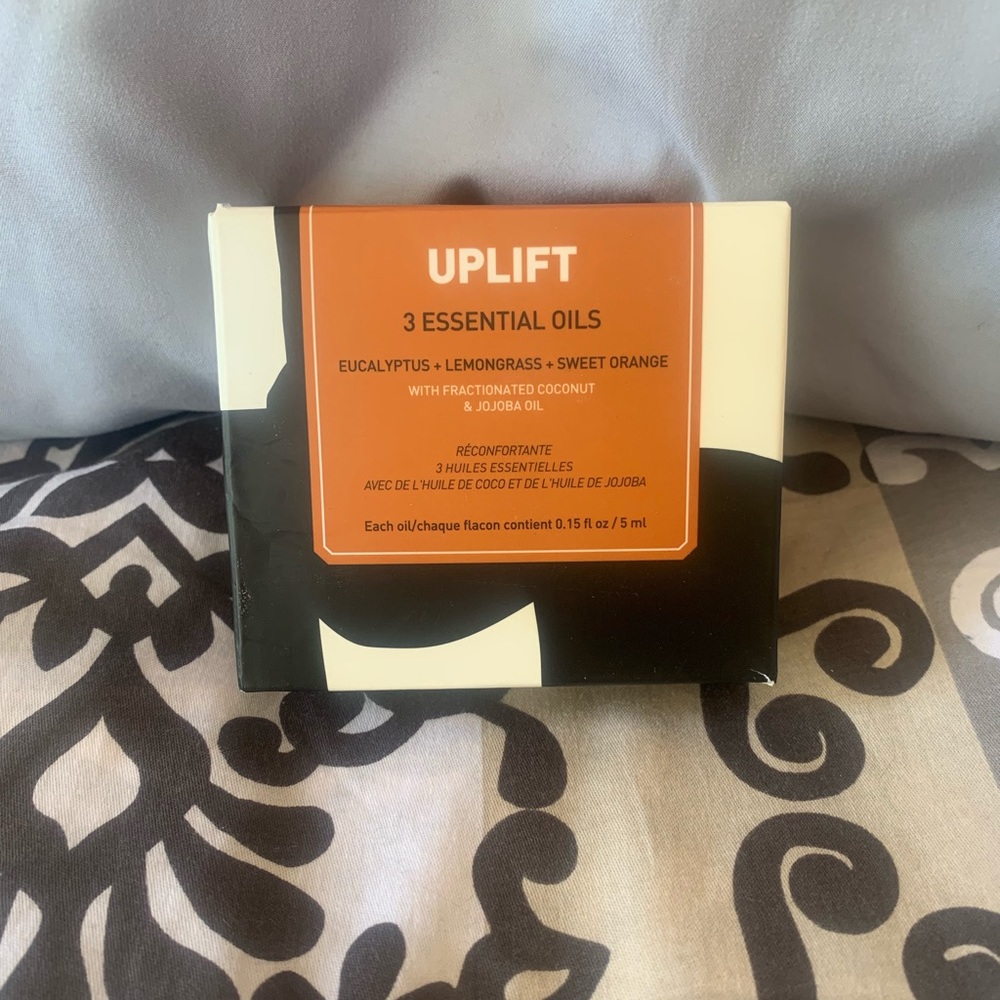 UPLIFT
3 ESSENTIAL OILS
EUCALYPTUS + LEMONGRASS + SWEET ORANGE
WITH FRACTIONATED COCONUT
& JOJOBA OIL
RÉCONFORTANTE
3 HUILES ESSENTIELLES
AVEC DE L'HUILE DE COCO ET DE L'HUILE DE JOJOBA
Each oil/chaque flacon contient 0.15 fl oz / 5 ml